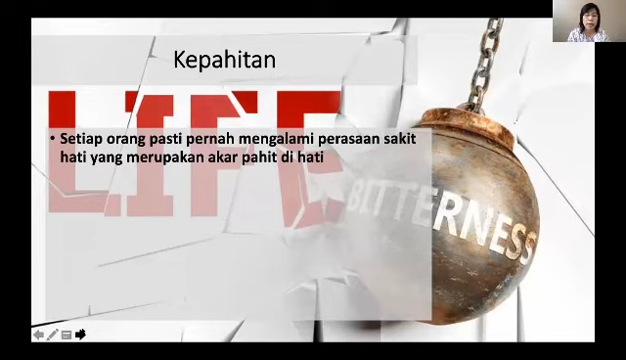 Kepahitan
LIFE
• Setiap orang pasti pernah mengalami perasaan sakit
hati yang merupakan akar pahit di hati
BITTERNESS